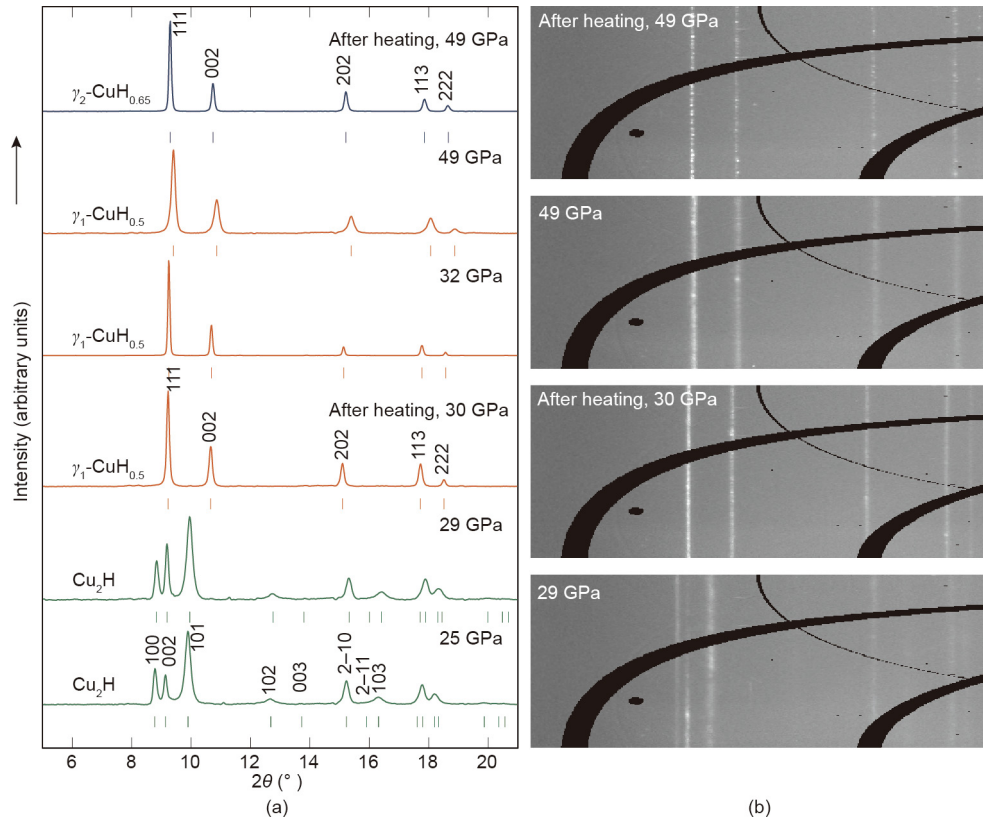 Intensity (arbitrary units)
After heating, 49 GPa
111
002
202
113
222
γ₂-CuH₀.₆₅
49 GPa
γ₁-CuH₀.₅
32 GPa
γ₁-CuH₀.₅
After heating, 30 GPa
111
002
202
113
222
γ₁-CuH₀.₅
29 GPa
Cu₂H
25 GPa
100
002
101
102
003
2–10
2–11
103
Cu₂H
6 8 10 12 14 16 18 20
2θ (°)
(a)
After heating, 49 GPa
49 GPa
After heating, 30 GPa
29 GPa
(b)